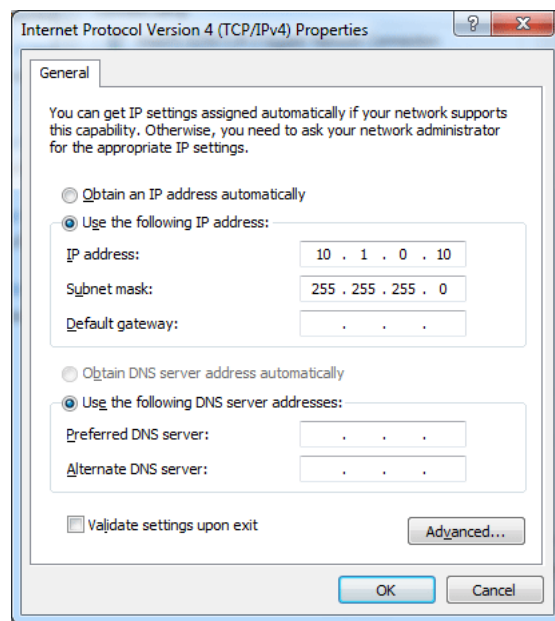 Internet Protocol Version 4 (TCP/IPv4) Properties
?
X
General
You can get IP settings assigned automatically if your network supports
this capability. Otherwise, you need to ask your network administrator
for the appropriate IP settings.
Obtain an IP address automatically
Use the following IP address:
IP address: 10 . 1 . 0 . 10
Subnet mask: 255 . 255 . 255 . 0
Default gateway: . . .
Obtain DNS server address automatically
Use the following DNS server addresses:
Preferred DNS server: . . .
Alternate DNS server: . . .
Validate settings upon exit
Advanced...
OK Cancel